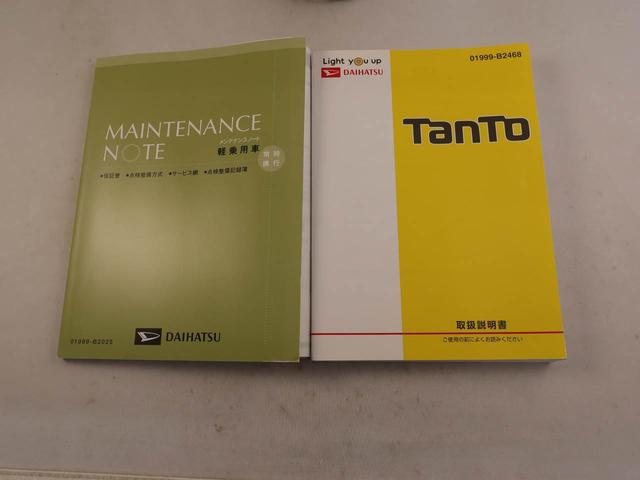 MAINTENANCE
NOTE
メンテナンスノート
軽乗用車
常時
携行
●保証書 ●点検整備方式 ●サービス網 ●点検整備記録簿
01999-B2025
DAIHATSU
Light you up
DAIHATSU
01999-B2468
TanTo
取扱説明書
ご使用の前によくお読みください